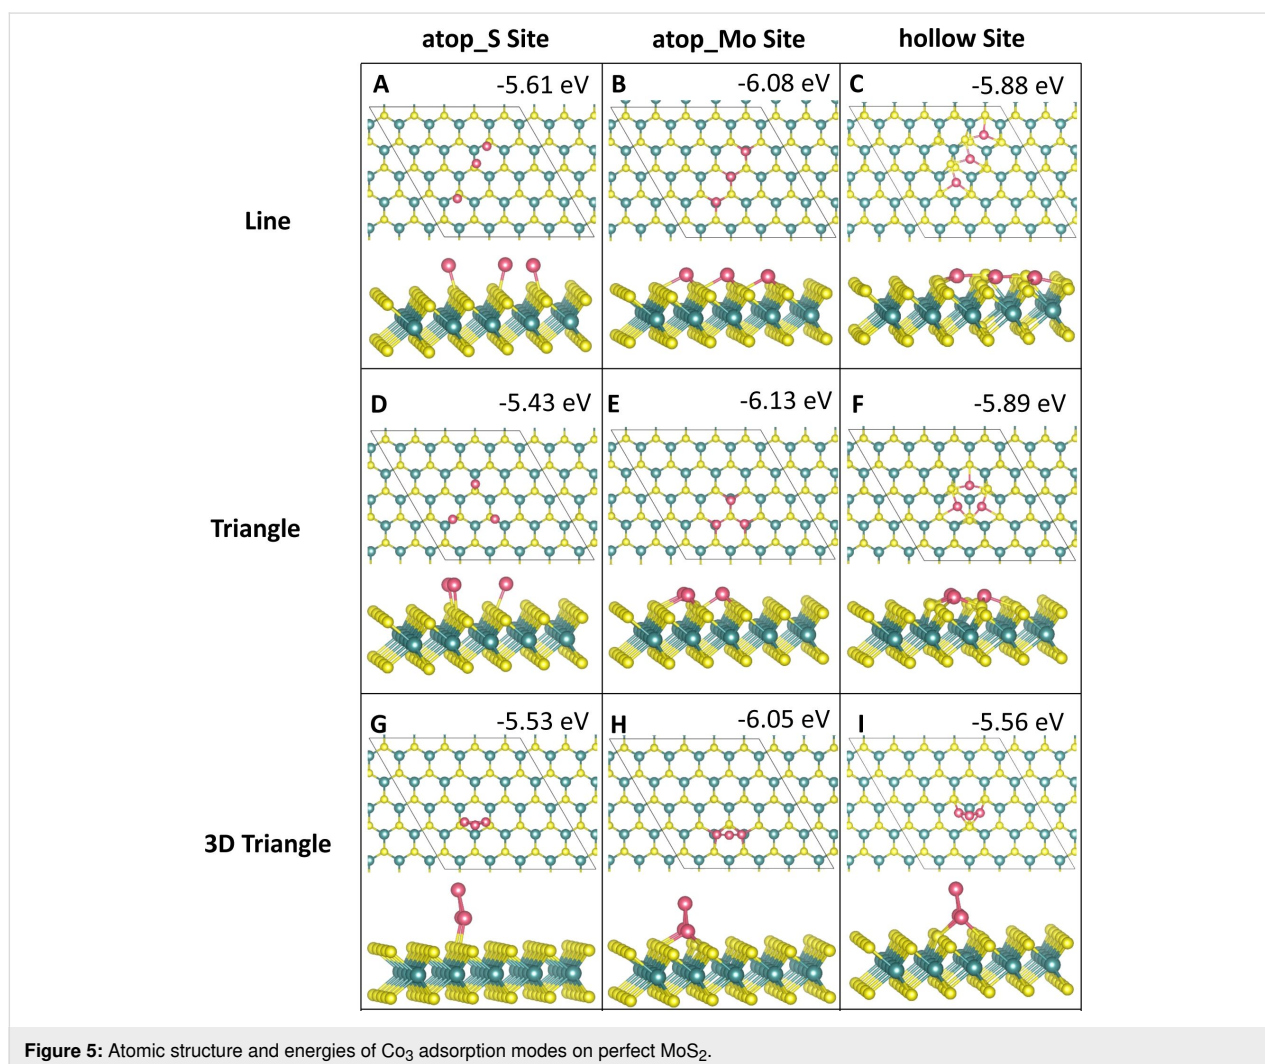 atop_S Site atop_Mo Site hollow Site
A -5.61 eV B -6.08 eV C -5.88 eV
Line
D -5.43 eV E -6.13 eV F -5.89 eV
Triangle
G -5.53 eV H -6.05 eV I -5.56 eV
3D Triangle
Figure 5: Atomic structure and energies of Co₃ adsorption modes on perfect MoS₂.